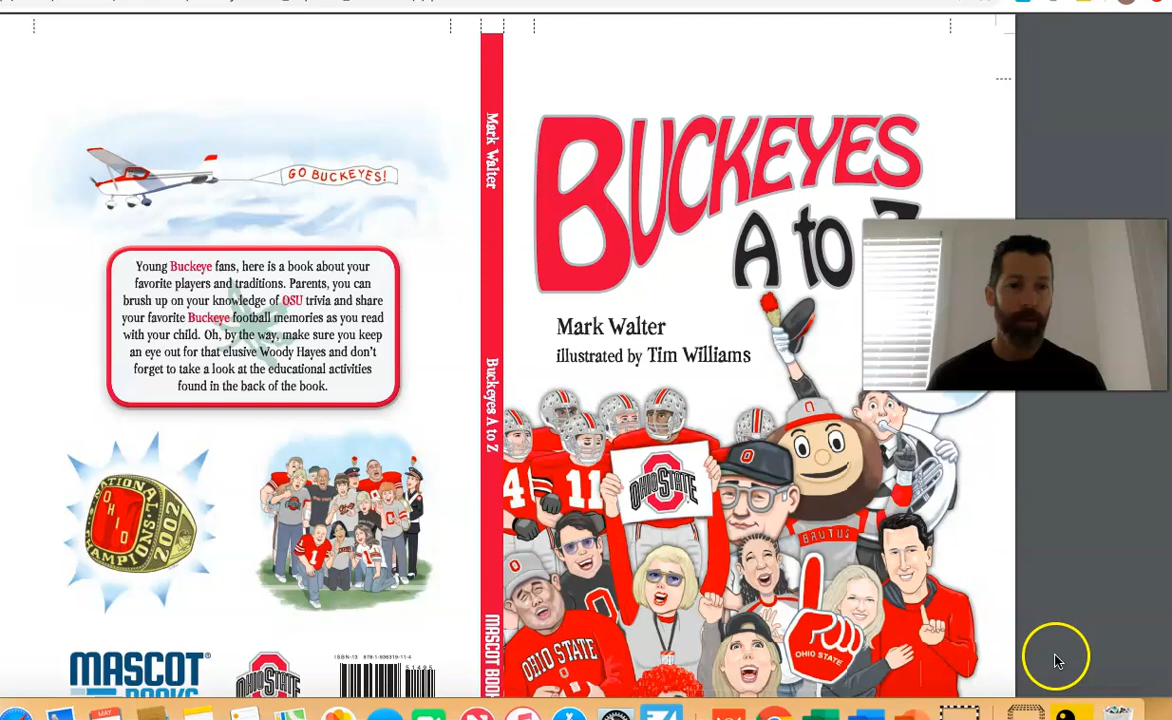 GO BUCKEYES!
Young Buckeye fans, here is a book about your
favorite players and traditions. Parents, you can
brush up on your knowledge of OSU trivia and share
your favorite Buckeye football memories as you read
with your child. Oh, by the way, make sure you keep
an eye out for that elusive Woody Hayes and don't
forget to take a look at the educational activities
found in the back of the book.
NATIONAL
OHIO
CHAMPIONS
2002
MASCOT®
BOOKS
OHIO STATE
Mark Walter
Buckeyes A to Z
MASCOT BOOK
BUCKEYES
A to Z
Mark Walter
illustrated by Tim Williams
4
11
OHIO STATE
O
O
BRUTUS
O
O
OHIO STATE
OHIO STATE
MAY